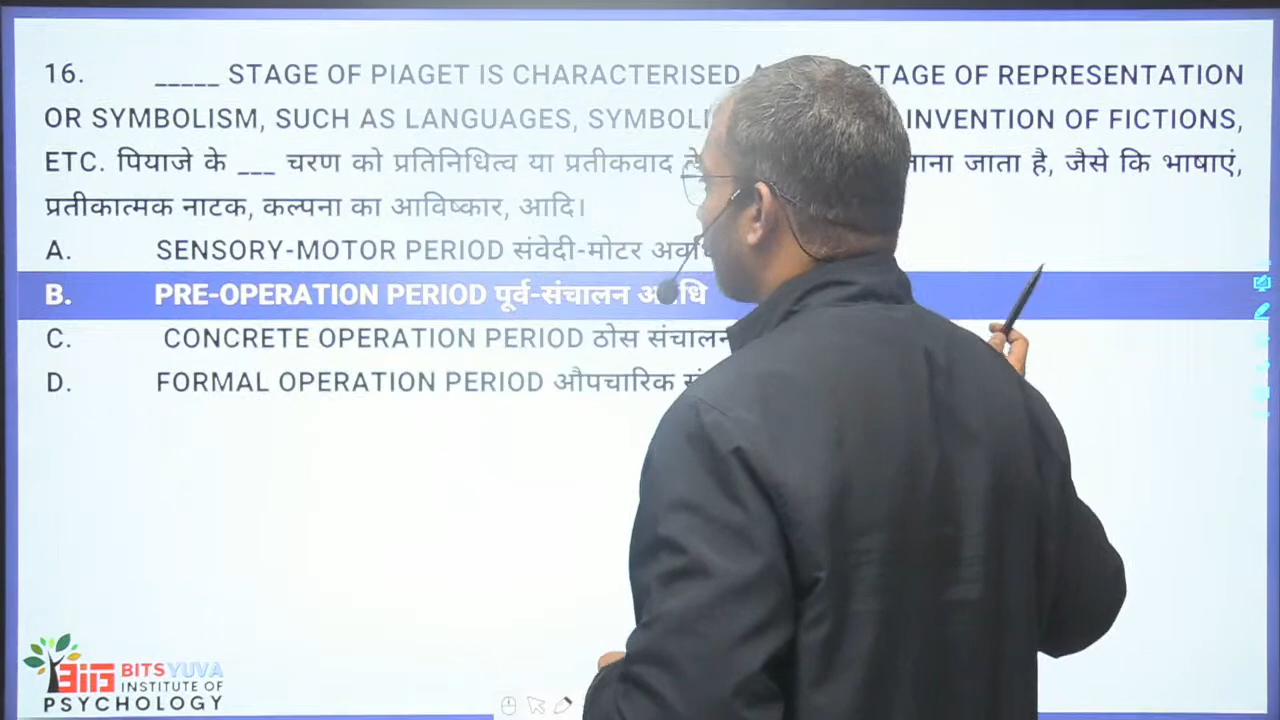 16. _____ STAGE OF PIAGET IS CHARACTERISED STAGE OF REPRESENTATION
OR SYMBOLISM, SUCH AS LANGUAGES, INVENTION OF FICTIONS,
ETC. पियाजे के ___ चरण को प्रतिनिधित्व या प्रतीकवाद जाता है, जैसे कि भाषाएं,
प्रतीकात्मक नाटक, कल्पना का आविष्कार, आदि।
A. SENSORY-MOTOR PERIOD संवेदी-मोटर
B. PRE-OPERATION PERIOD पूर्व-संचालन
C. CONCRETE OPERATION PERIOD ठोस
D. FORMAL OPERATION PERIOD औपचारिक
BITS YUVA
INSTITUTE OF
PSYCHOLOGY